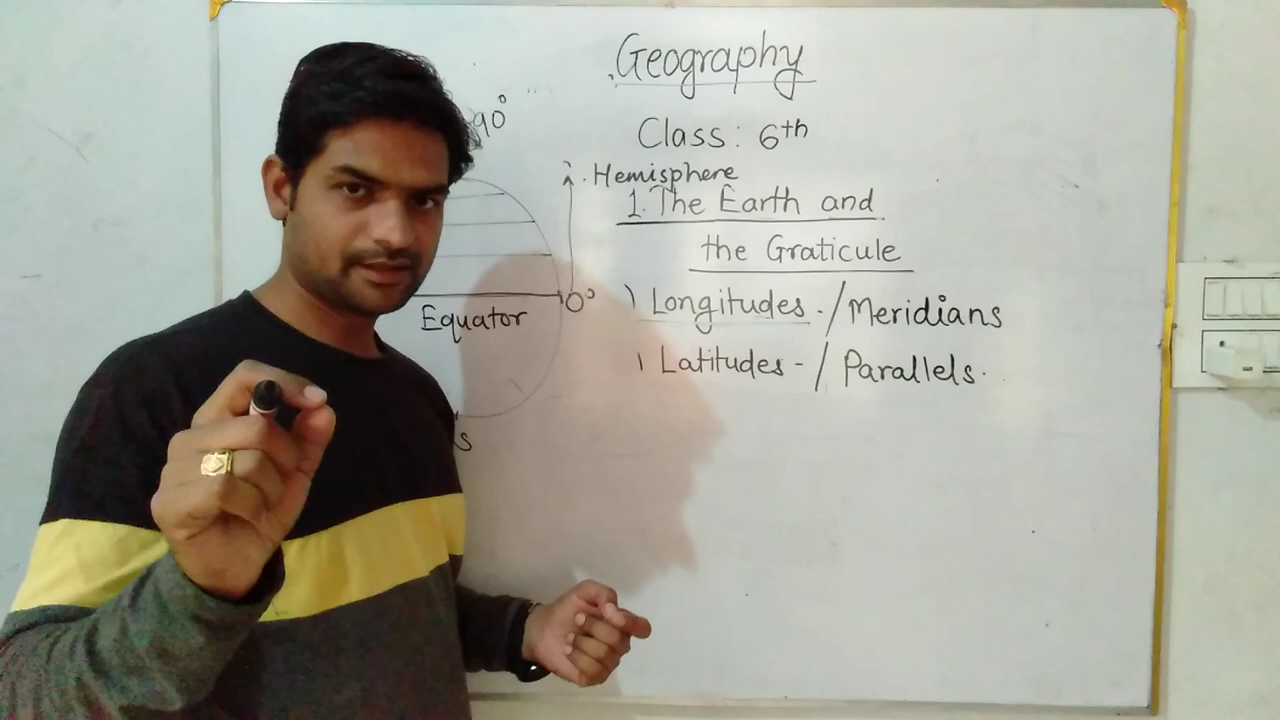 Geography
Class: 6th
90°
. Hemisphere
1. The Earth and
the Graticule
0°
) Longitudes. / Meridians
Equator
) Latitudes - / Parallels.
S